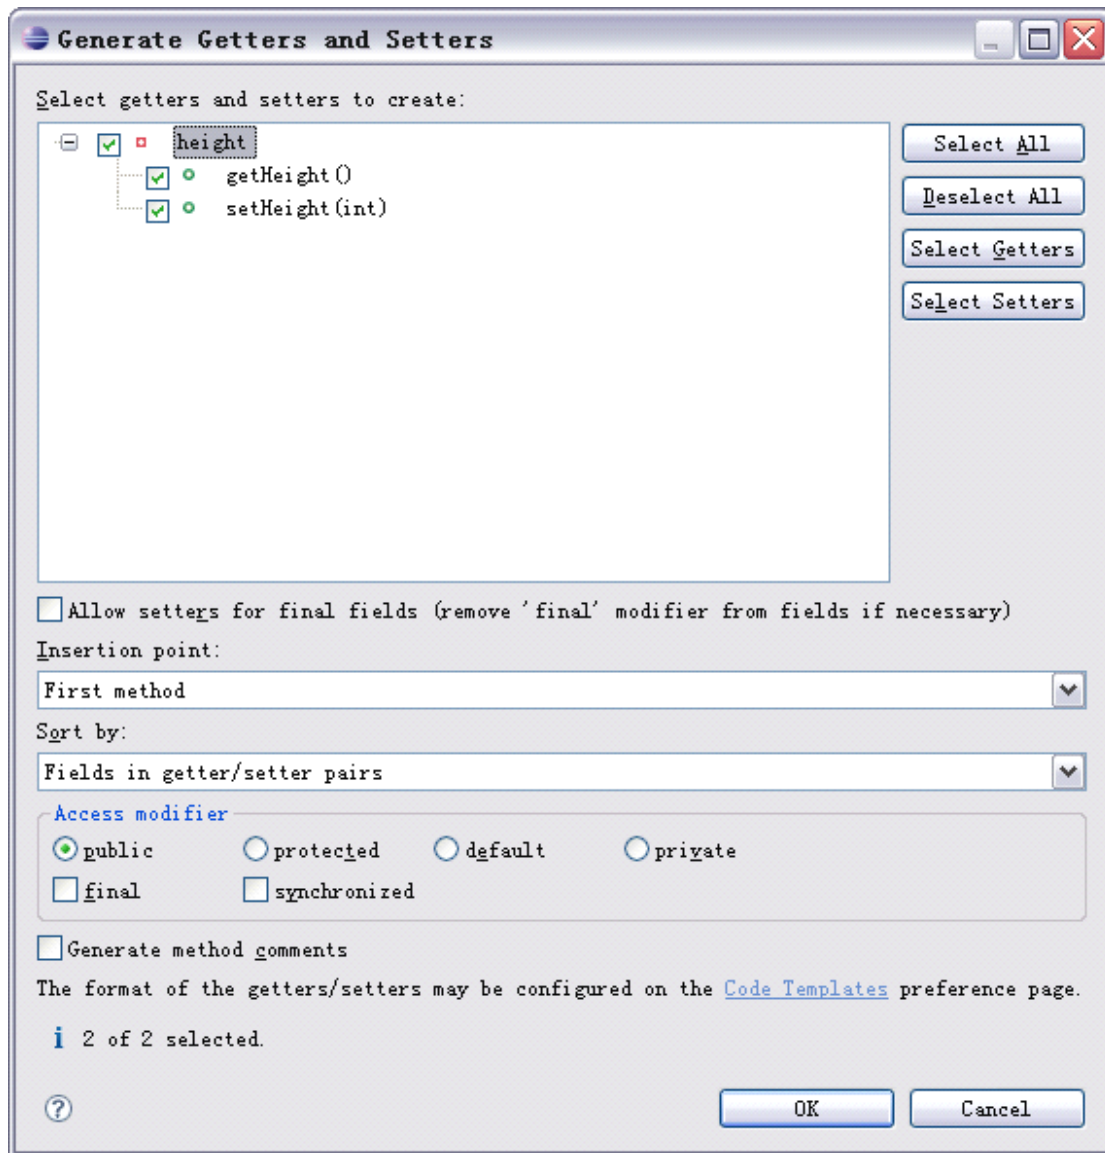 Generate Getters and Setters
Select getters and setters to create:
height
getHeight()
setHeight(int)
Select All
Deselect All
Select Getters
Select Setters
Allow setters for final fields (remove 'final' modifier from fields if necessary)
Insertion point:
First method
Sort by:
Fields in getter/setter pairs
Access modifier
public protected default private
final synchronized
Generate method comments
The format of the getters/setters may be configured on the Code Templates preference page.
i 2 of 2 selected.
? OK Cancel